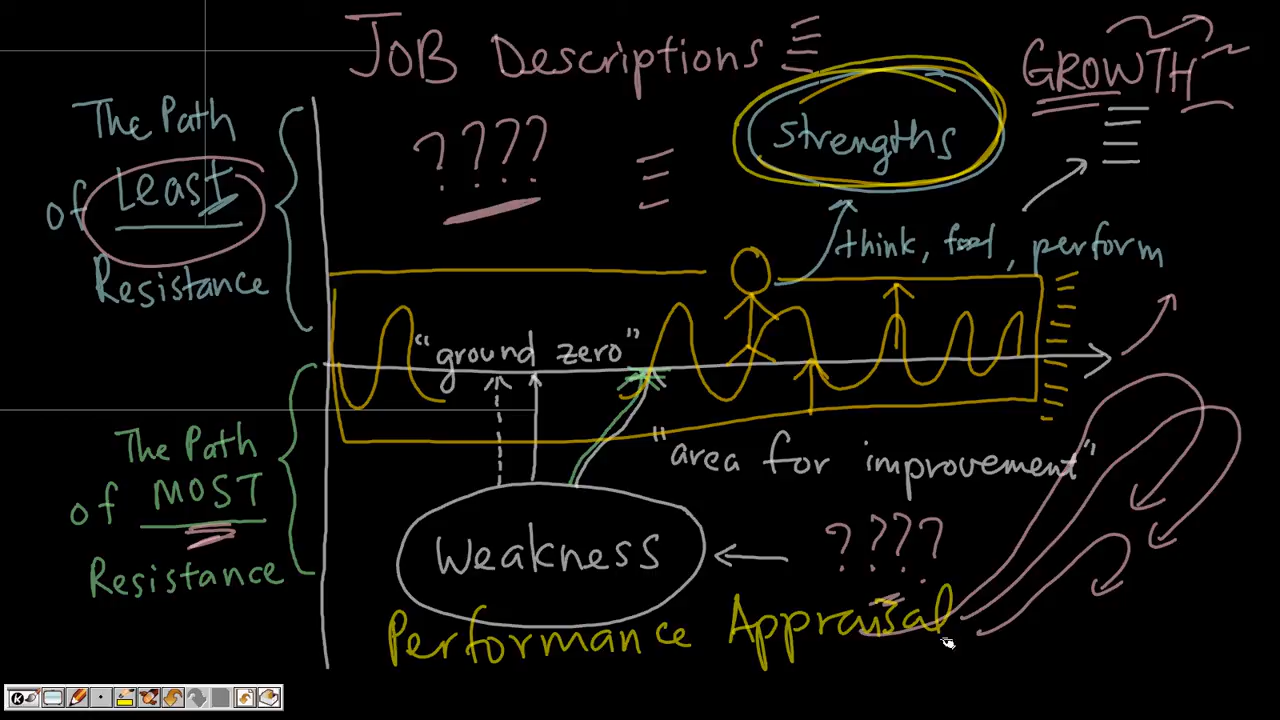 JOB Descriptions
GROWTH
The Path
of Least
Resistance
????
strengths
think, feel, perform
"ground zero"
The Path
of MOST
Resistance
"area for improvement"
Weakness
????
Performance Appraisal